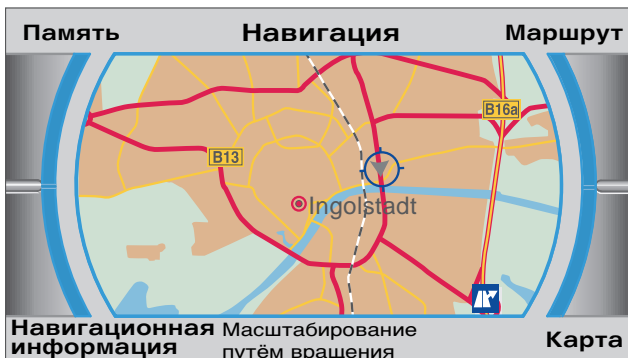 Память
Навигация
Маршрут
B16a
B13
Ingolstadt
Навигационная
информация
Масштабирование
путём вращения
Карта